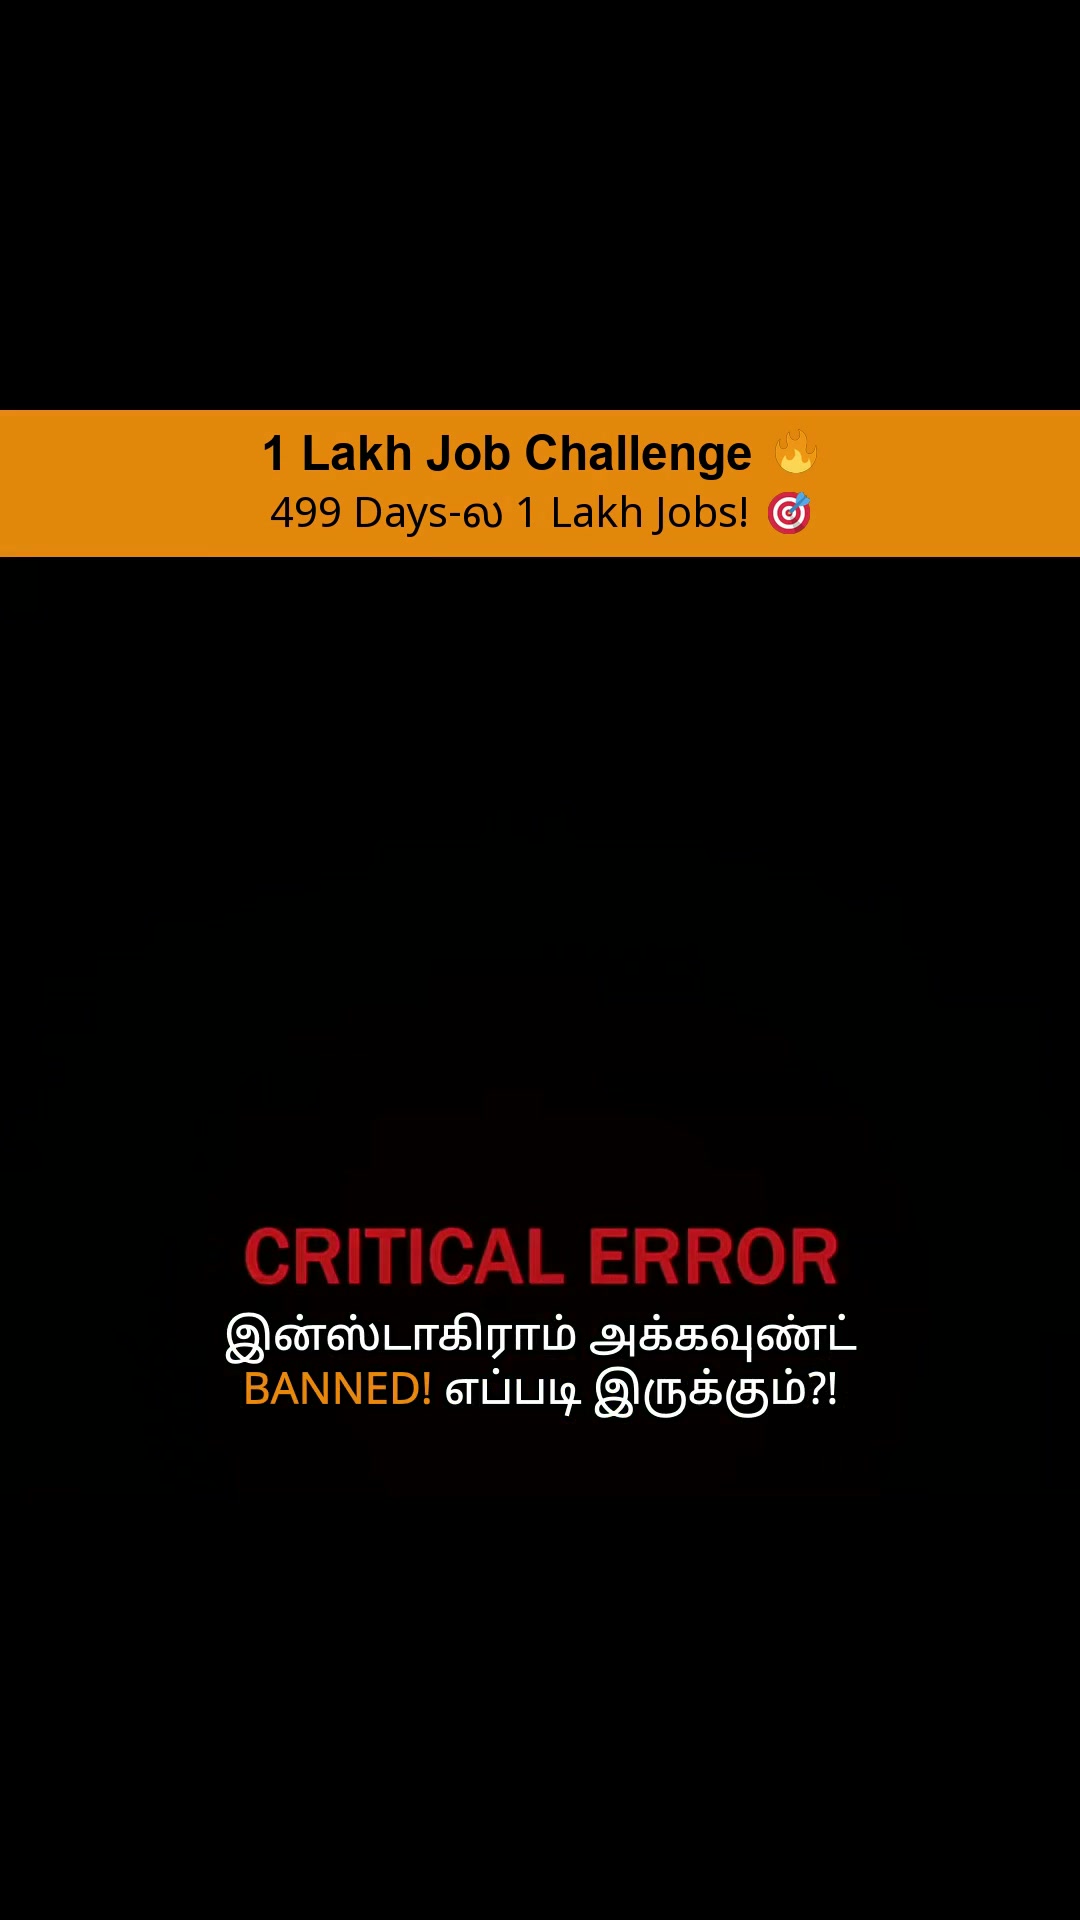 1 Lakh Job Challenge 🔥
499 Days-ல 1 Lakh Jobs! 🎯
CRITICAL ERROR
இன்ஸ்டாகிராம் அக்கவுண்ட்
BANNED! எப்படி இருக்கும்?!